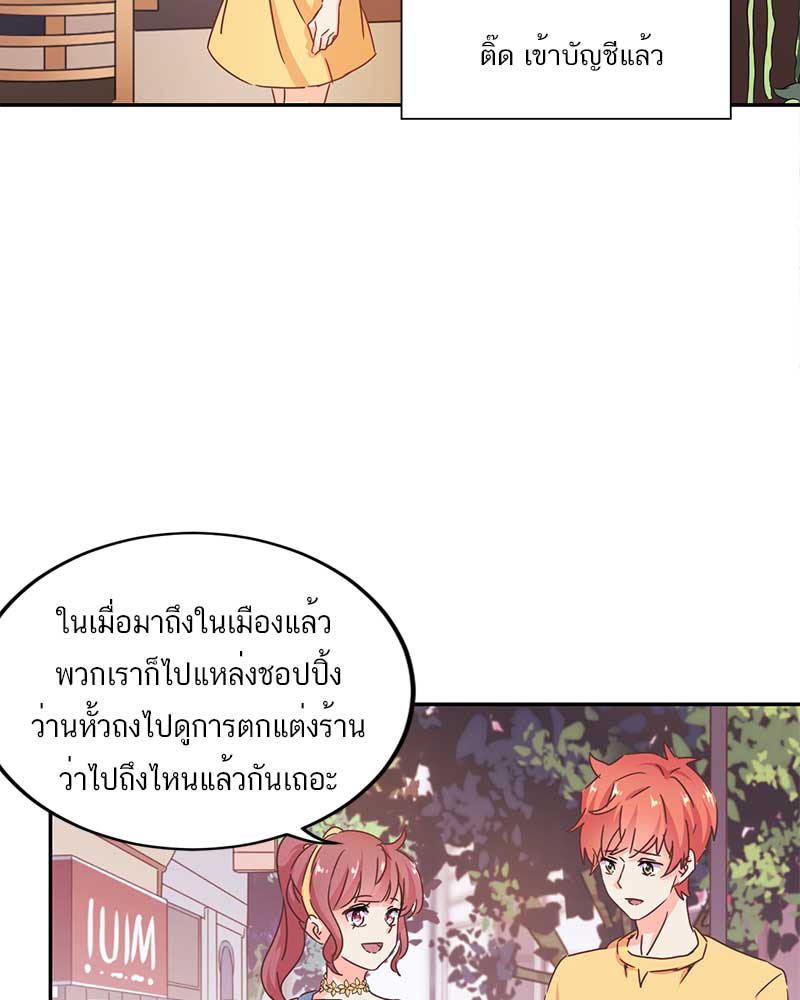 ติ๊ด เข้าบัญชีแล้ว
ในเมื่อมาถึงในเมืองแล้ว
พวกเราก็ไปแหล่งชอปปิ้ง
ว่านหั้วถงไปดูการตกแต่งร้าน
ว่าไปถึงไหนแล้วกันเถอะ
MIUI